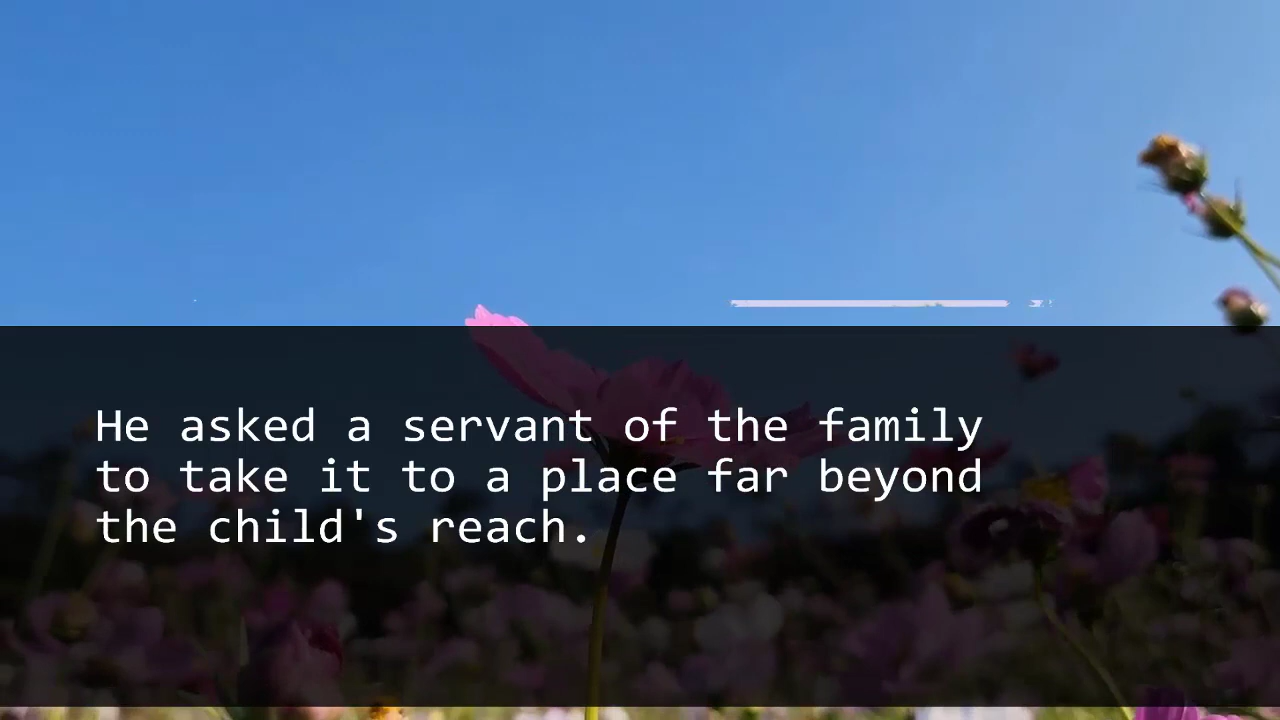 He asked a servant of the family
to take it to a place far beyond
the child's reach.